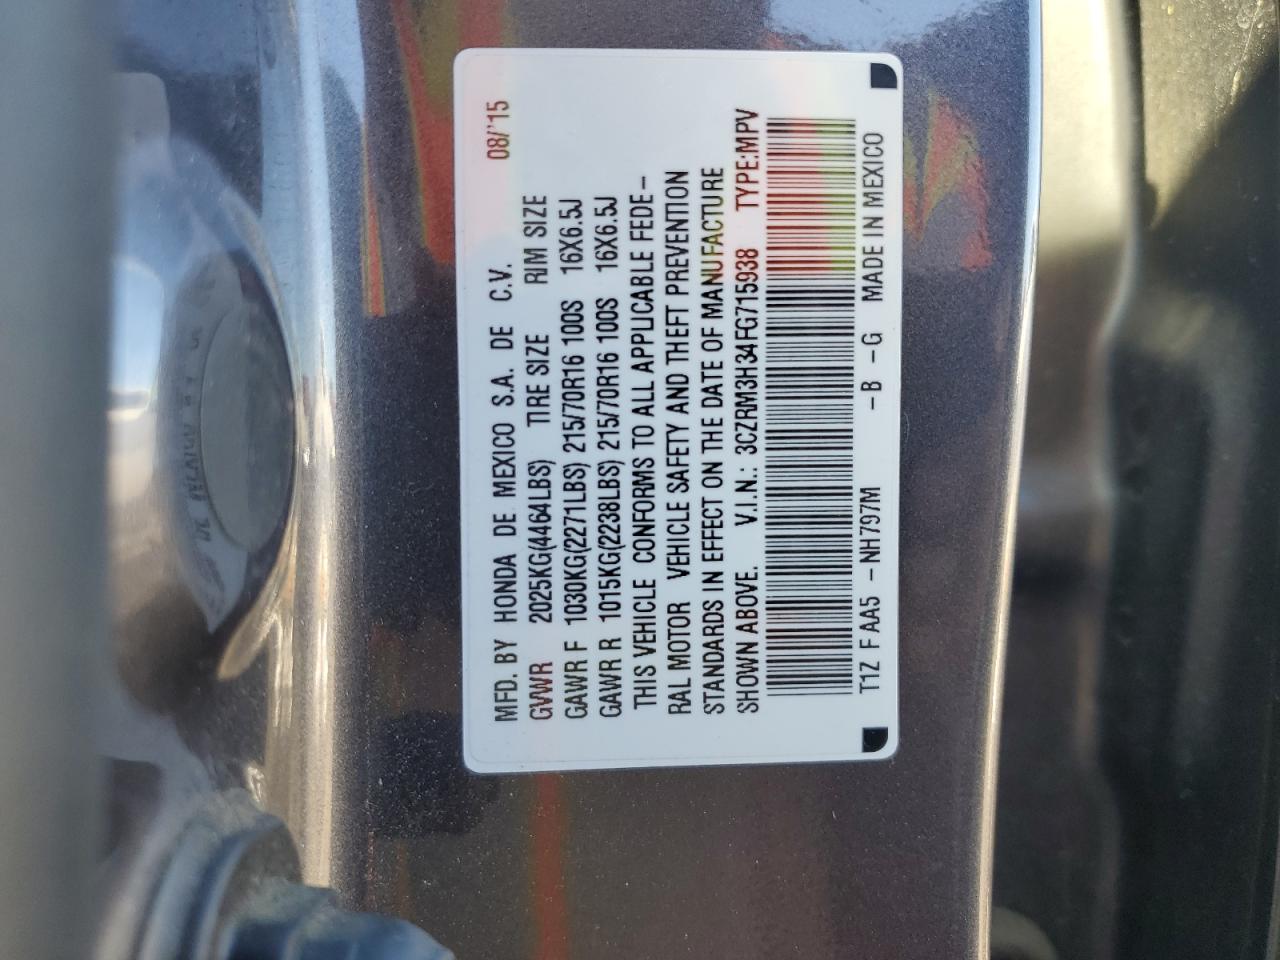 MFD. BY HONDA DE MEXICO S.A. DE C.V. 08/'15
GVWR 2025KG(4464LBS) TIRE SIZE RIM SIZE
GAWR F 1030KG(2271LBS) 215/70R16 100S 16X6.5J
GAWR R 1015KG(2238LBS) 215/70R16 100S 16X6.5J
THIS VEHICLE CONFORMS TO ALL APPLICABLE FEDE-
RAL MOTOR VEHICLE SAFETY AND THEFT PREVENTION
STANDARDS IN EFFECT ON THE DATE OF MANUFACTURE
SHOWN ABOVE. V.I.N.: 3CZRM3H34FG715938 TYPE:MPV
T1Z F AA5 -NH797M -B -G MADE IN MEXICO